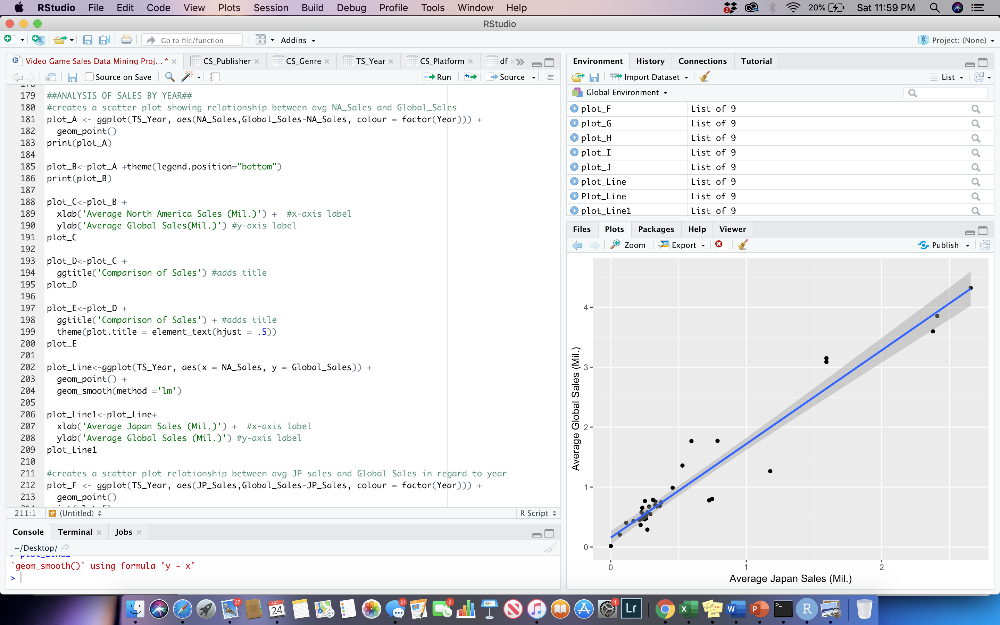 RStudio File Edit Code View Plots Session Build Debug Profile Tools Window Help 2 20% Sat 11:59 PM
RStudio
Go to file/function Addins Project: (None)
Video Game Sales Data Mining Proj... * CS_Publisher CS_Genre TS_Year CS_Platform df
Source on Save Run Source
179 ##ANALYSIS OF SALES BY YEAR##
180 #creates a scatter plot showing relationship between avg NA_Sales and Global_Sales
181 plot_A <- ggplot(TS_Year, aes(NA_Sales,Global_Sales-NA_Sales, colour = factor(Year))) +
182 geom_point()
183 print(plot_A)
184
185 plot_B<-plot_A +theme(legend.position="bottom")
186 print(plot_B)
187
188 plot_C<-plot_B +
189 xlab('Average North America Sales (Mil.)') + #x-axis label
190 ylab('Average Global Sales(Mil.)') #y-axis label
191 plot_C
192
193 plot_D<-plot_C +
194 ggtitle('Comparison of Sales') #adds title
195 plot_D
196
197 plot_E<-plot_D +
198 ggtitle('Comparison of Sales') + #adds title
199 theme(plot.title = element_text(hjust = .5))
200 plot_E
201
202 plot_Line<-ggplot(TS_Year, aes(x = NA_Sales, y = Global_Sales)) +
203 geom_point() +
204 geom_smooth(method ='lm')
205
206 plot_Line1<-plot_Line+
207 xlab('Average Japan Sales (Mil.)') + #x-axis label
208 ylab('Average Global Sales (Mil.)') #y-axis label
209 plot_Line1
210
211 #creates a scatter plot relationship between avg JP sales and Global Sales in regard to year
212 plot_F <- ggplot(TS_Year, aes(JP_Sales,Global_Sales-JP_Sales, colour = factor(Year))) +
213 geom_point()
211:1 # (Untitled) R Script
Console Terminal Jobs
~/Desktop/
> plot_Line1
`geom_smooth()` using formula 'y ~ x'
>
Environment History Connections Tutorial
Import Dataset List
Global Environment
plot_F List of 9
plot_G List of 9
plot_H List of 9
plot_I List of 9
plot_J List of 9
plot_Line List of 9
Plot_Line List of 9
plot_Line1 List of 9
Files Plots Packages Help Viewer
Zoom Export Publish
Average Global Sales (Mil.)
4
3
2
1
0
0 1 2
Average Japan Sales (Mil.)
37 OCT 24 21 6 1 Lr X W P >_ R